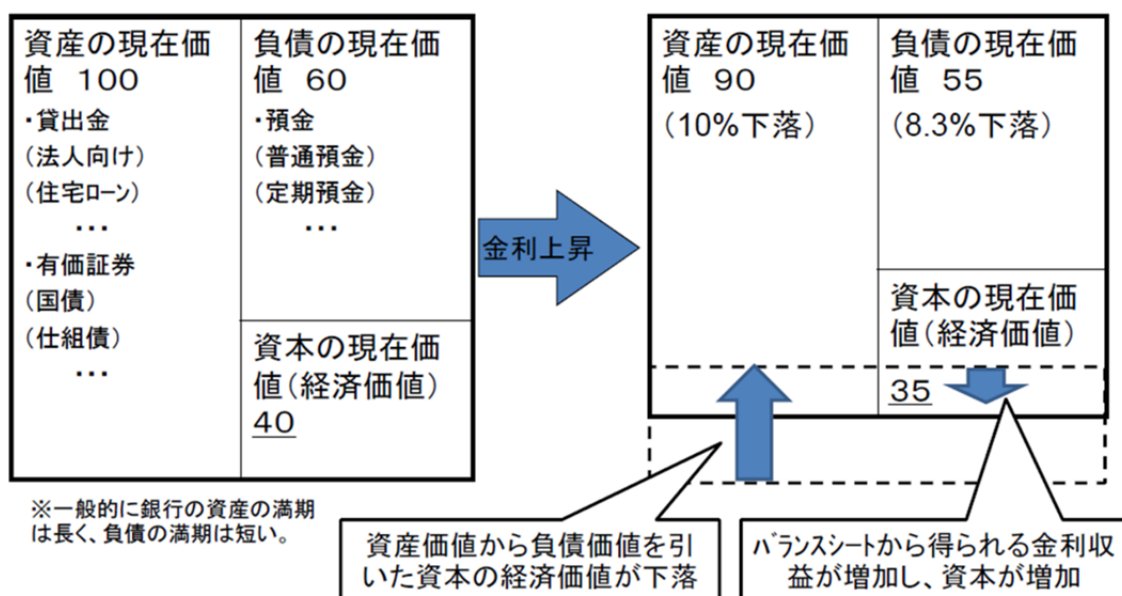 資産の現在価
値 100
・貸出金
(法人向け)
(住宅ローン)
…
・有価証券
(国債)
(仕組債)
…
負債の現在価
値 60
・預金
(普通預金)
(定期預金)
…
資本の現在価
値(経済価値)
40
※一般的に銀行の資産の満期
は長く、負債の満期は短い。
金利上昇
資産の現在価
値 90
(10%下落)
負債の現在価
値 55
(8.3%下落)
資本の現在価
値(経済価値)
35
資産価値から負債価値を引
いた資本の経済価値が下落
バランスシートから得られる金利収
益が増加し、資本が増加